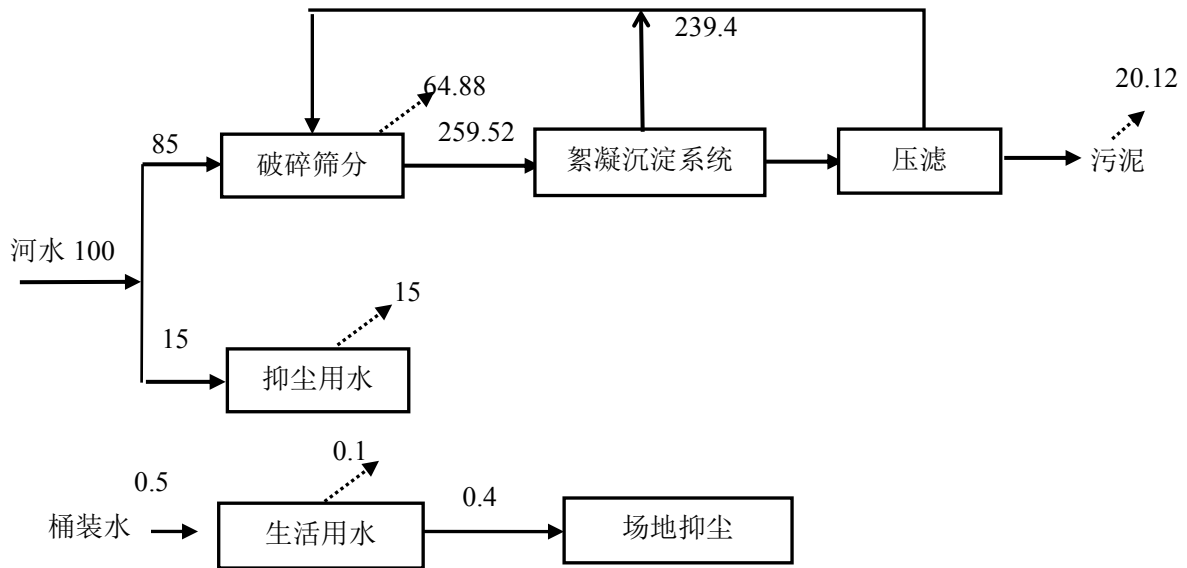 239.4
20.12
64.88
85
259.52
破碎筛分
絮凝沉淀系统
压滤
污泥
河水 100
15
15
抑尘用水
0.1
0.5
0.4
桶装水
生活用水
场地抑尘